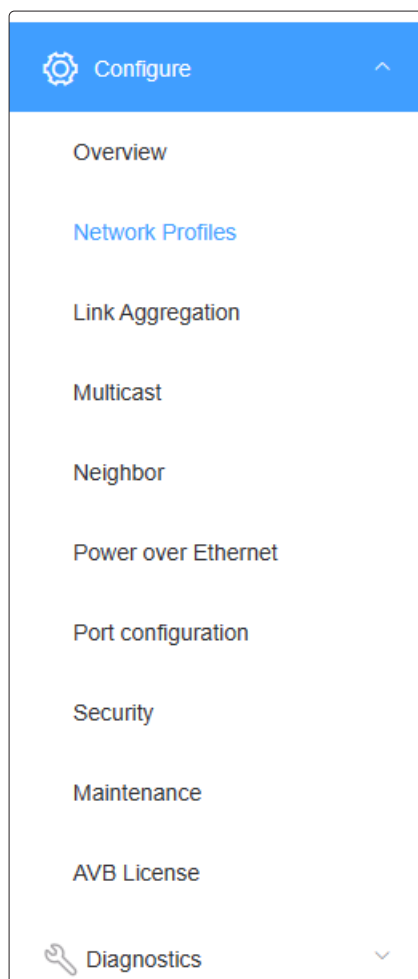 Configure
Overview
Network Profiles
Link Aggregation
Multicast
Neighbor
Power over Ethernet
Port configuration
Security
Maintenance
AVB License
Diagnostics